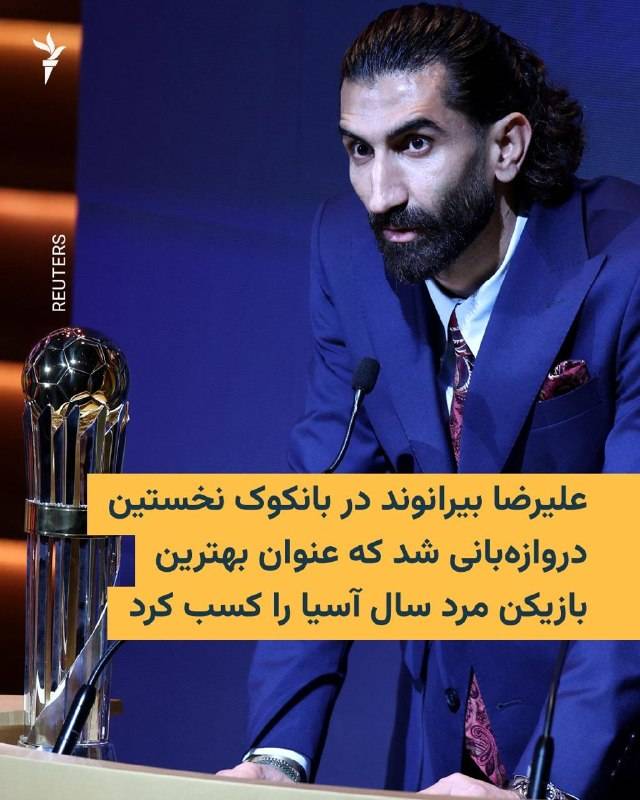 REUTERS
علیرضا بیرانوند در بانکوک نخستین
دروازه‌بانی شد که عنوان بهترین
بازیکن مرد سال آسیا را کسب کرد